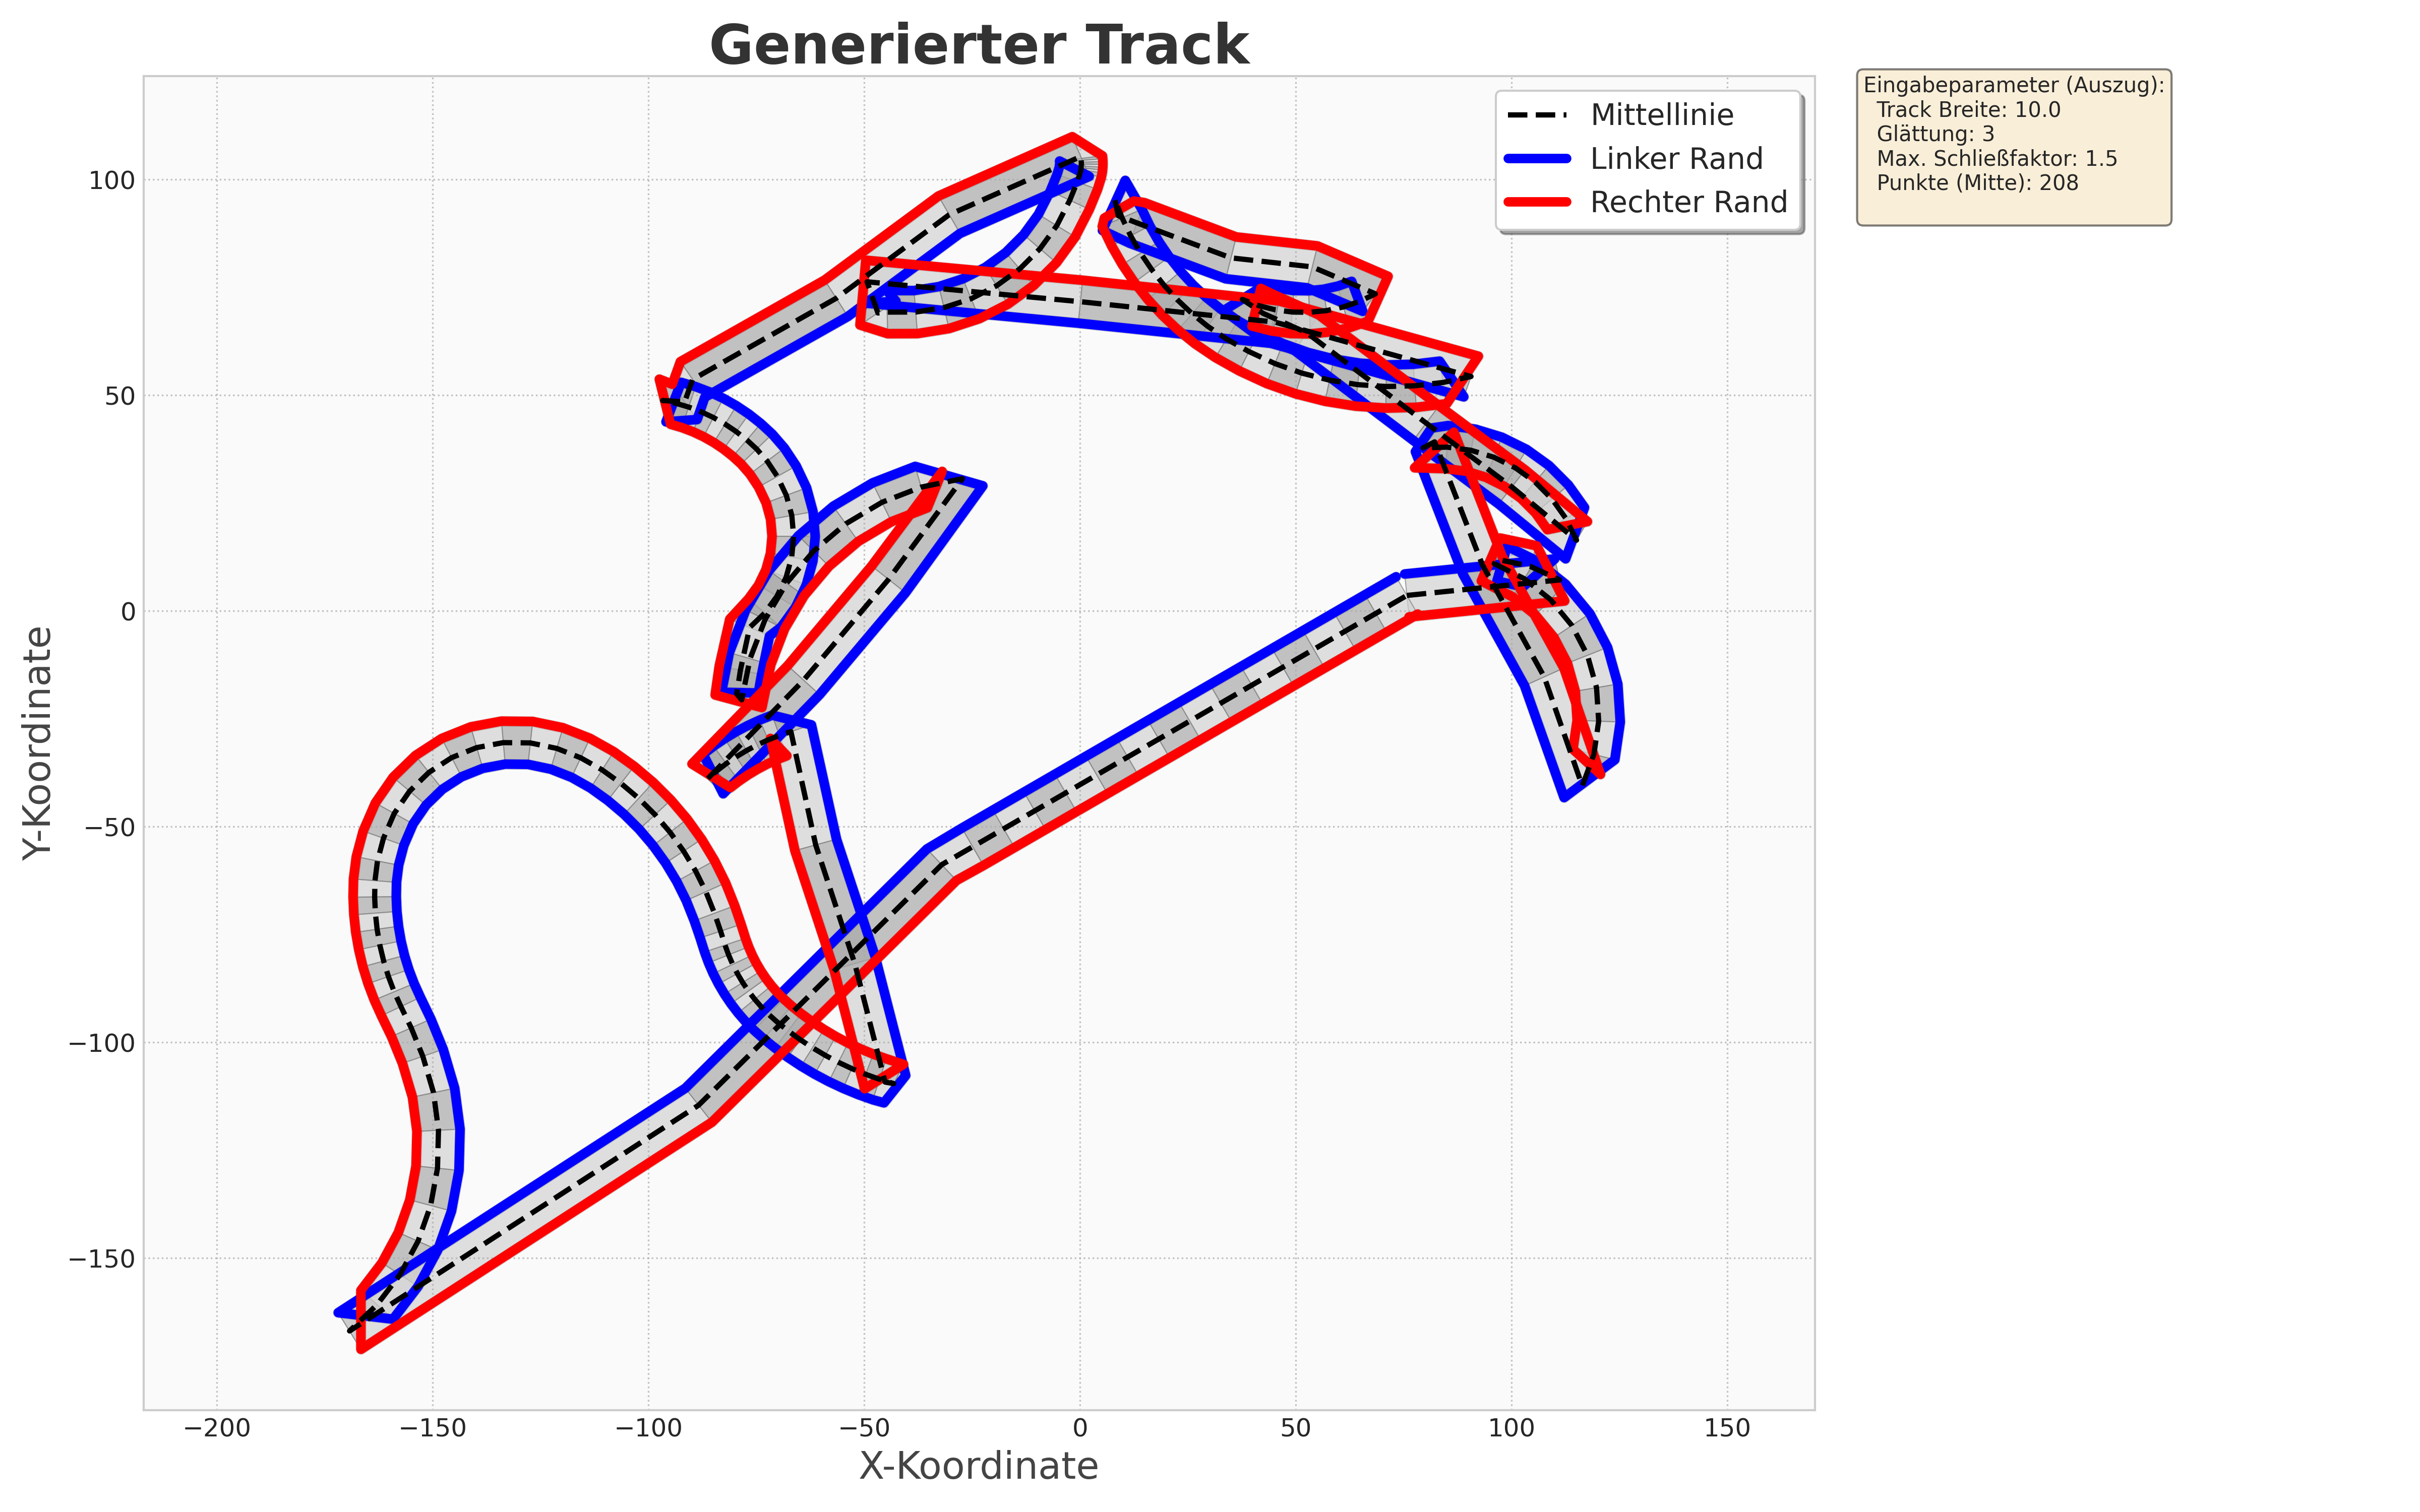 Generierter Track
Mittellinie
Linker Rand
Rechter Rand
Eingabeparameter (Auszug):
Track Breite: 10.0
Glättung: 3
Max. Schließfaktor: 1.5
Punkte (Mitte): 208
Y-Koordinate
100
50
0
−50
−100
−150
−200
−150
−100
−50
0
50
100
150
X-Koordinate